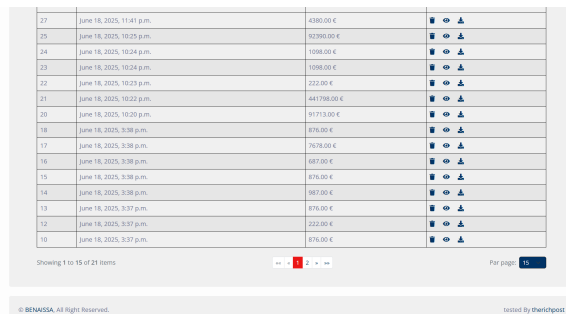 27 June 18, 2025, 11:41 p.m. 4380.00 €
25 June 18, 2025, 10:25 p.m. 92390.00 €
24 June 18, 2025, 10:24 p.m. 1098.00 €
23 June 18, 2025, 10:24 p.m. 1098.00 €
22 June 18, 2025, 10:23 p.m. 222.00 €
21 June 18, 2025, 10:22 p.m. 441798.00 €
20 June 18, 2025, 10:20 p.m. 91713.00 €
18 June 18, 2025, 3:38 p.m. 876.00 €
17 June 18, 2025, 3:38 p.m. 7678.00 €
16 June 18, 2025, 3:38 p.m. 687.00 €
15 June 18, 2025, 3:38 p.m. 876.00 €
14 June 18, 2025, 3:38 p.m. 987.00 €
13 June 18, 2025, 3:37 p.m. 876.00 €
12 June 18, 2025, 3:37 p.m. 222.00 €
10 June 18, 2025, 3:37 p.m. 876.00 €
Showing 1 to 15 of 21 items «« « 1 2 » »» Par page: 15
© BENAISSA, All Right Reserved. tested By therichpost